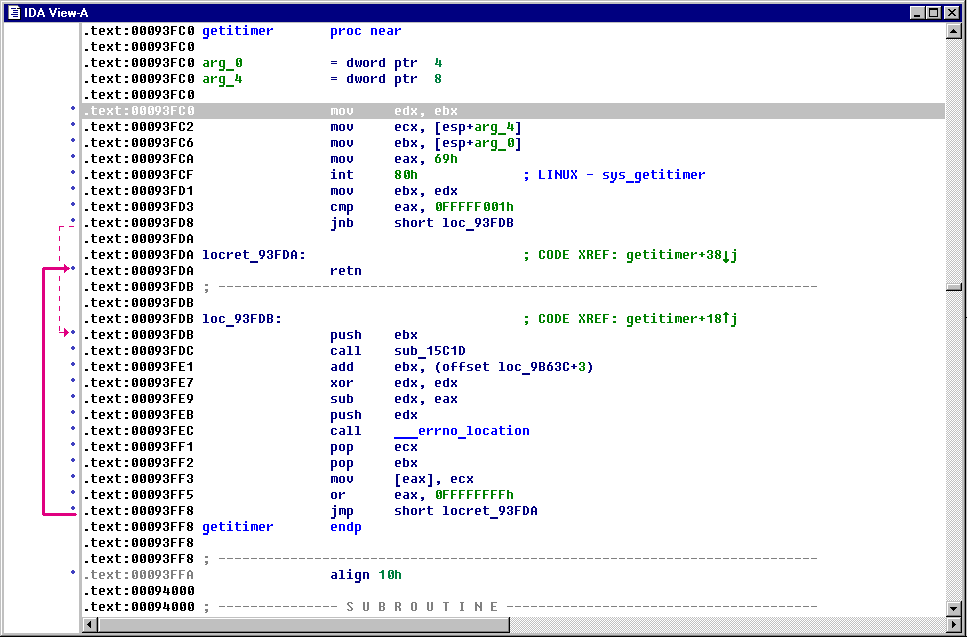 IDA View-A
.text:00093FC0 getitimer       proc near
.text:00093FC0
.text:00093FC0 arg_0           = dword ptr  4
.text:00093FC0 arg_4           = dword ptr  8
.text:00093FC0
.text:00093FC0                 mov     edx, ebx
.text:00093FC2                 mov     ecx, [esp+arg_4]
.text:00093FC6                 mov     ebx, [esp+arg_0]
.text:00093FCA                 mov     eax, 69h
.text:00093FCF                 int     80h             ; LINUX - sys_getitimer
.text:00093FD1                 mov     ebx, edx
.text:00093FD3                 cmp     eax, 0FFFFF001h
.text:00093FD8                 jnb     short loc_93FDB
.text:00093FDA
.text:00093FDA locret_93FDA:                           ; CODE XREF: getitimer+38↓j
.text:00093FDA                 retn
.text:00093FDB ; ---------------------------------------------------------------------------
.text:00093FDB
.text:00093FDB loc_93FDB:                              ; CODE XREF: getitimer+18↑j
.text:00093FDB                 push    ebx
.text:00093FDC                 call    sub_15C1D
.text:00093FE1                 add     ebx, (offset loc_9B63C+3)
.text:00093FE7                 xor     edx, edx
.text:00093FE9                 sub     edx, eax
.text:00093FEB                 push    edx
.text:00093FEC                 call    ___errno_location
.text:00093FF1                 pop     ecx
.text:00093FF2                 pop     ebx
.text:00093FF3                 mov     [eax], ecx
.text:00093FF5                 or      eax, 0FFFFFFFFh
.text:00093FF8                 jmp     short locret_93FDA
.text:00093FF8 getitimer       endp
.text:00093FF8
.text:00093FF8 ; ---------------------------------------------------------------------------
.text:00093FFA                 align 10h
.text:00094000
.text:00094000 ; --------------- S U B R O U T I N E ---------------------------------------